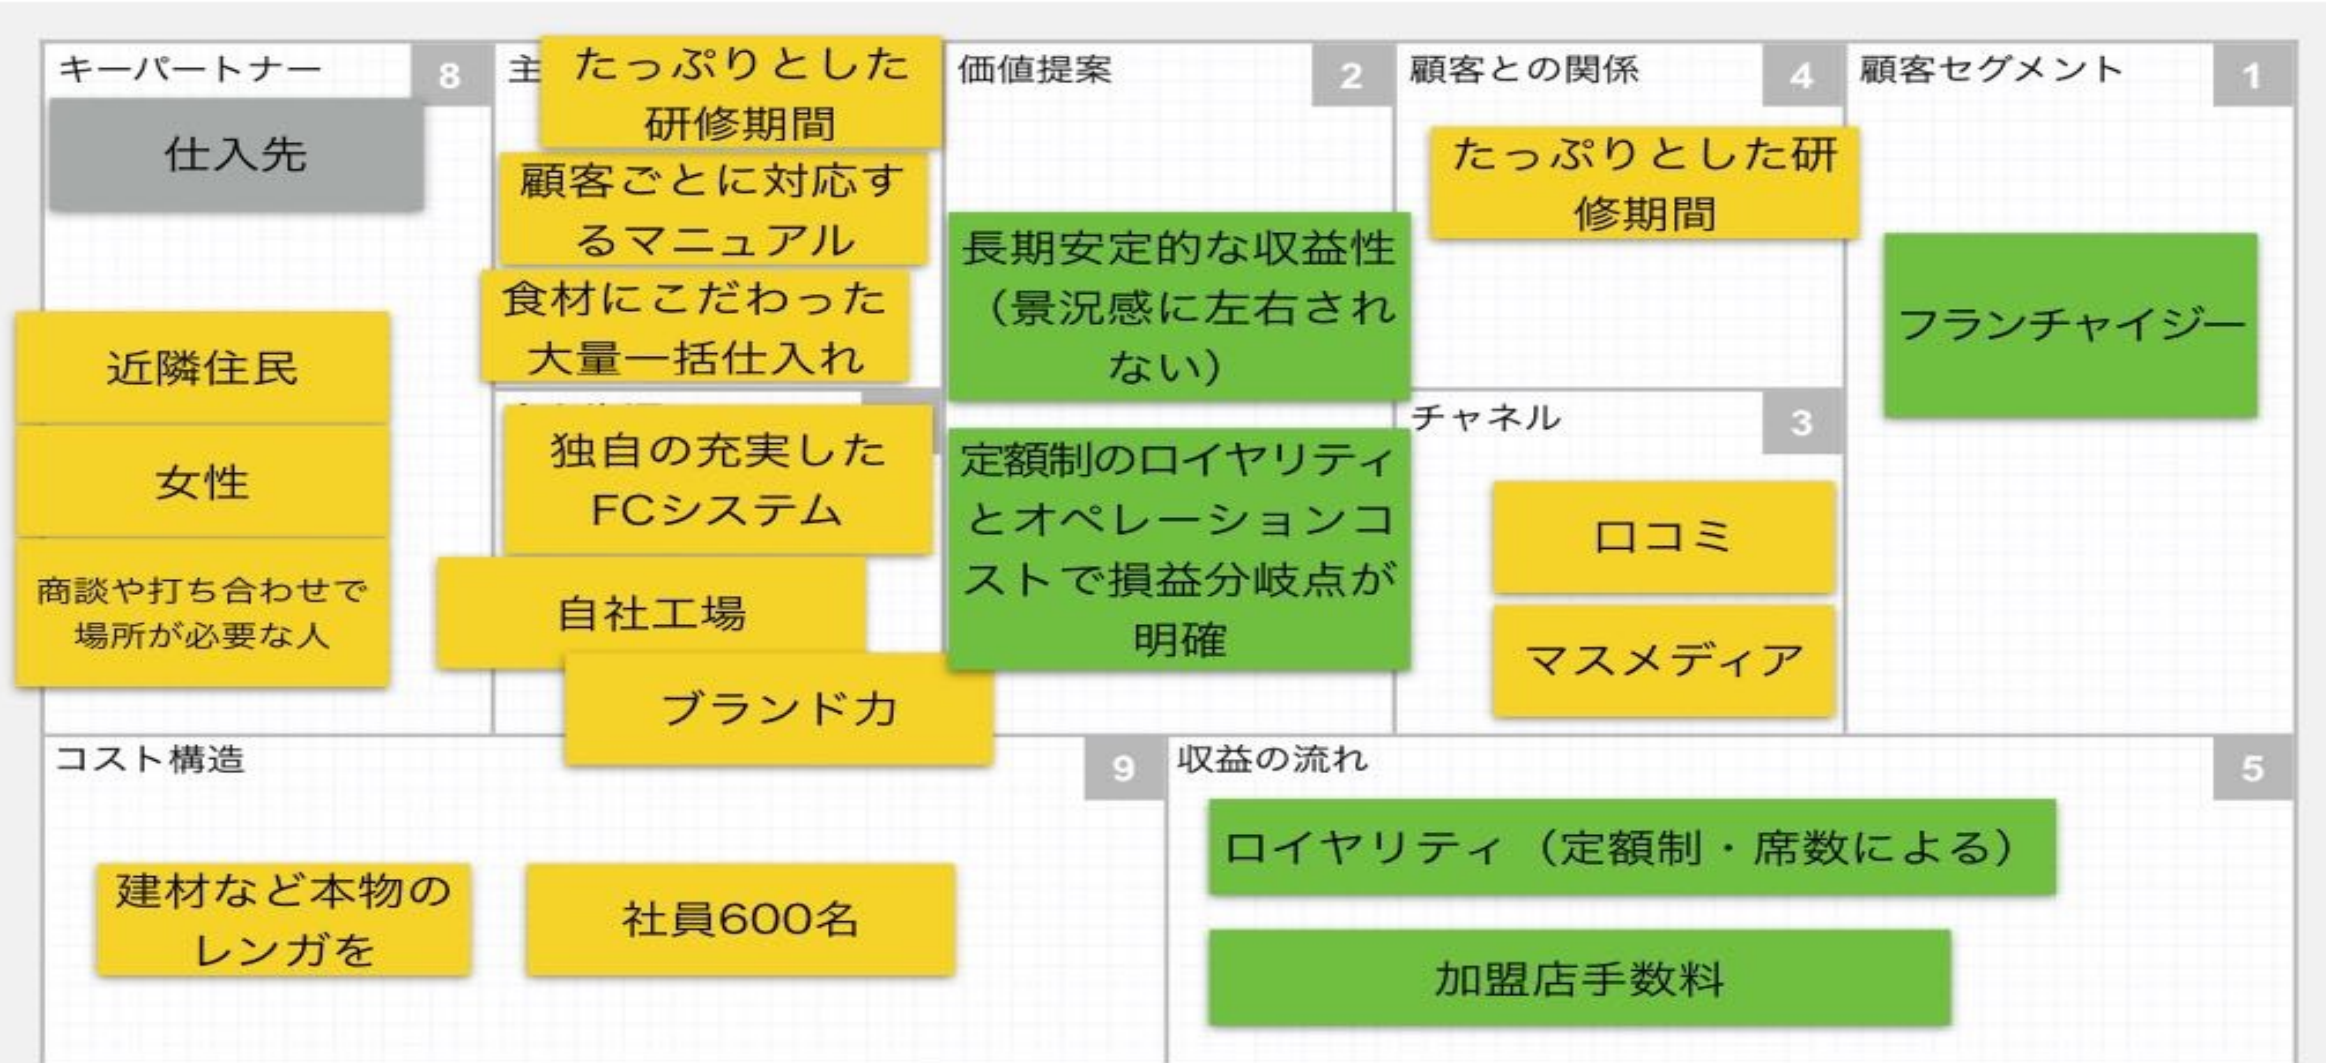 キーパートナー
8
仕入先
近隣住民
女性
商談や打ち合わせで
場所が必要な人
主
たっぷりとした
研修期間
顧客ごとに対応す
るマニュアル
食材にこだわった
大量一括仕入れ
独自の充実した
FCシステム
自社工場
ブランド力
価値提案
2
長期安定的な収益性
（景況感に左右され
ない）
定額制のロイヤリティ
とオペレーションコ
ストで損益分岐点が
明確
顧客との関係
4
たっぷりとした研
修期間
チャネル
3
口コミ
マスメディア
顧客セグメント
1
フランチャイジー
コスト構造
9
建材など本物の
レンガを
社員600名
収益の流れ
5
ロイヤリティ（定額制・席数による）
加盟店手数料